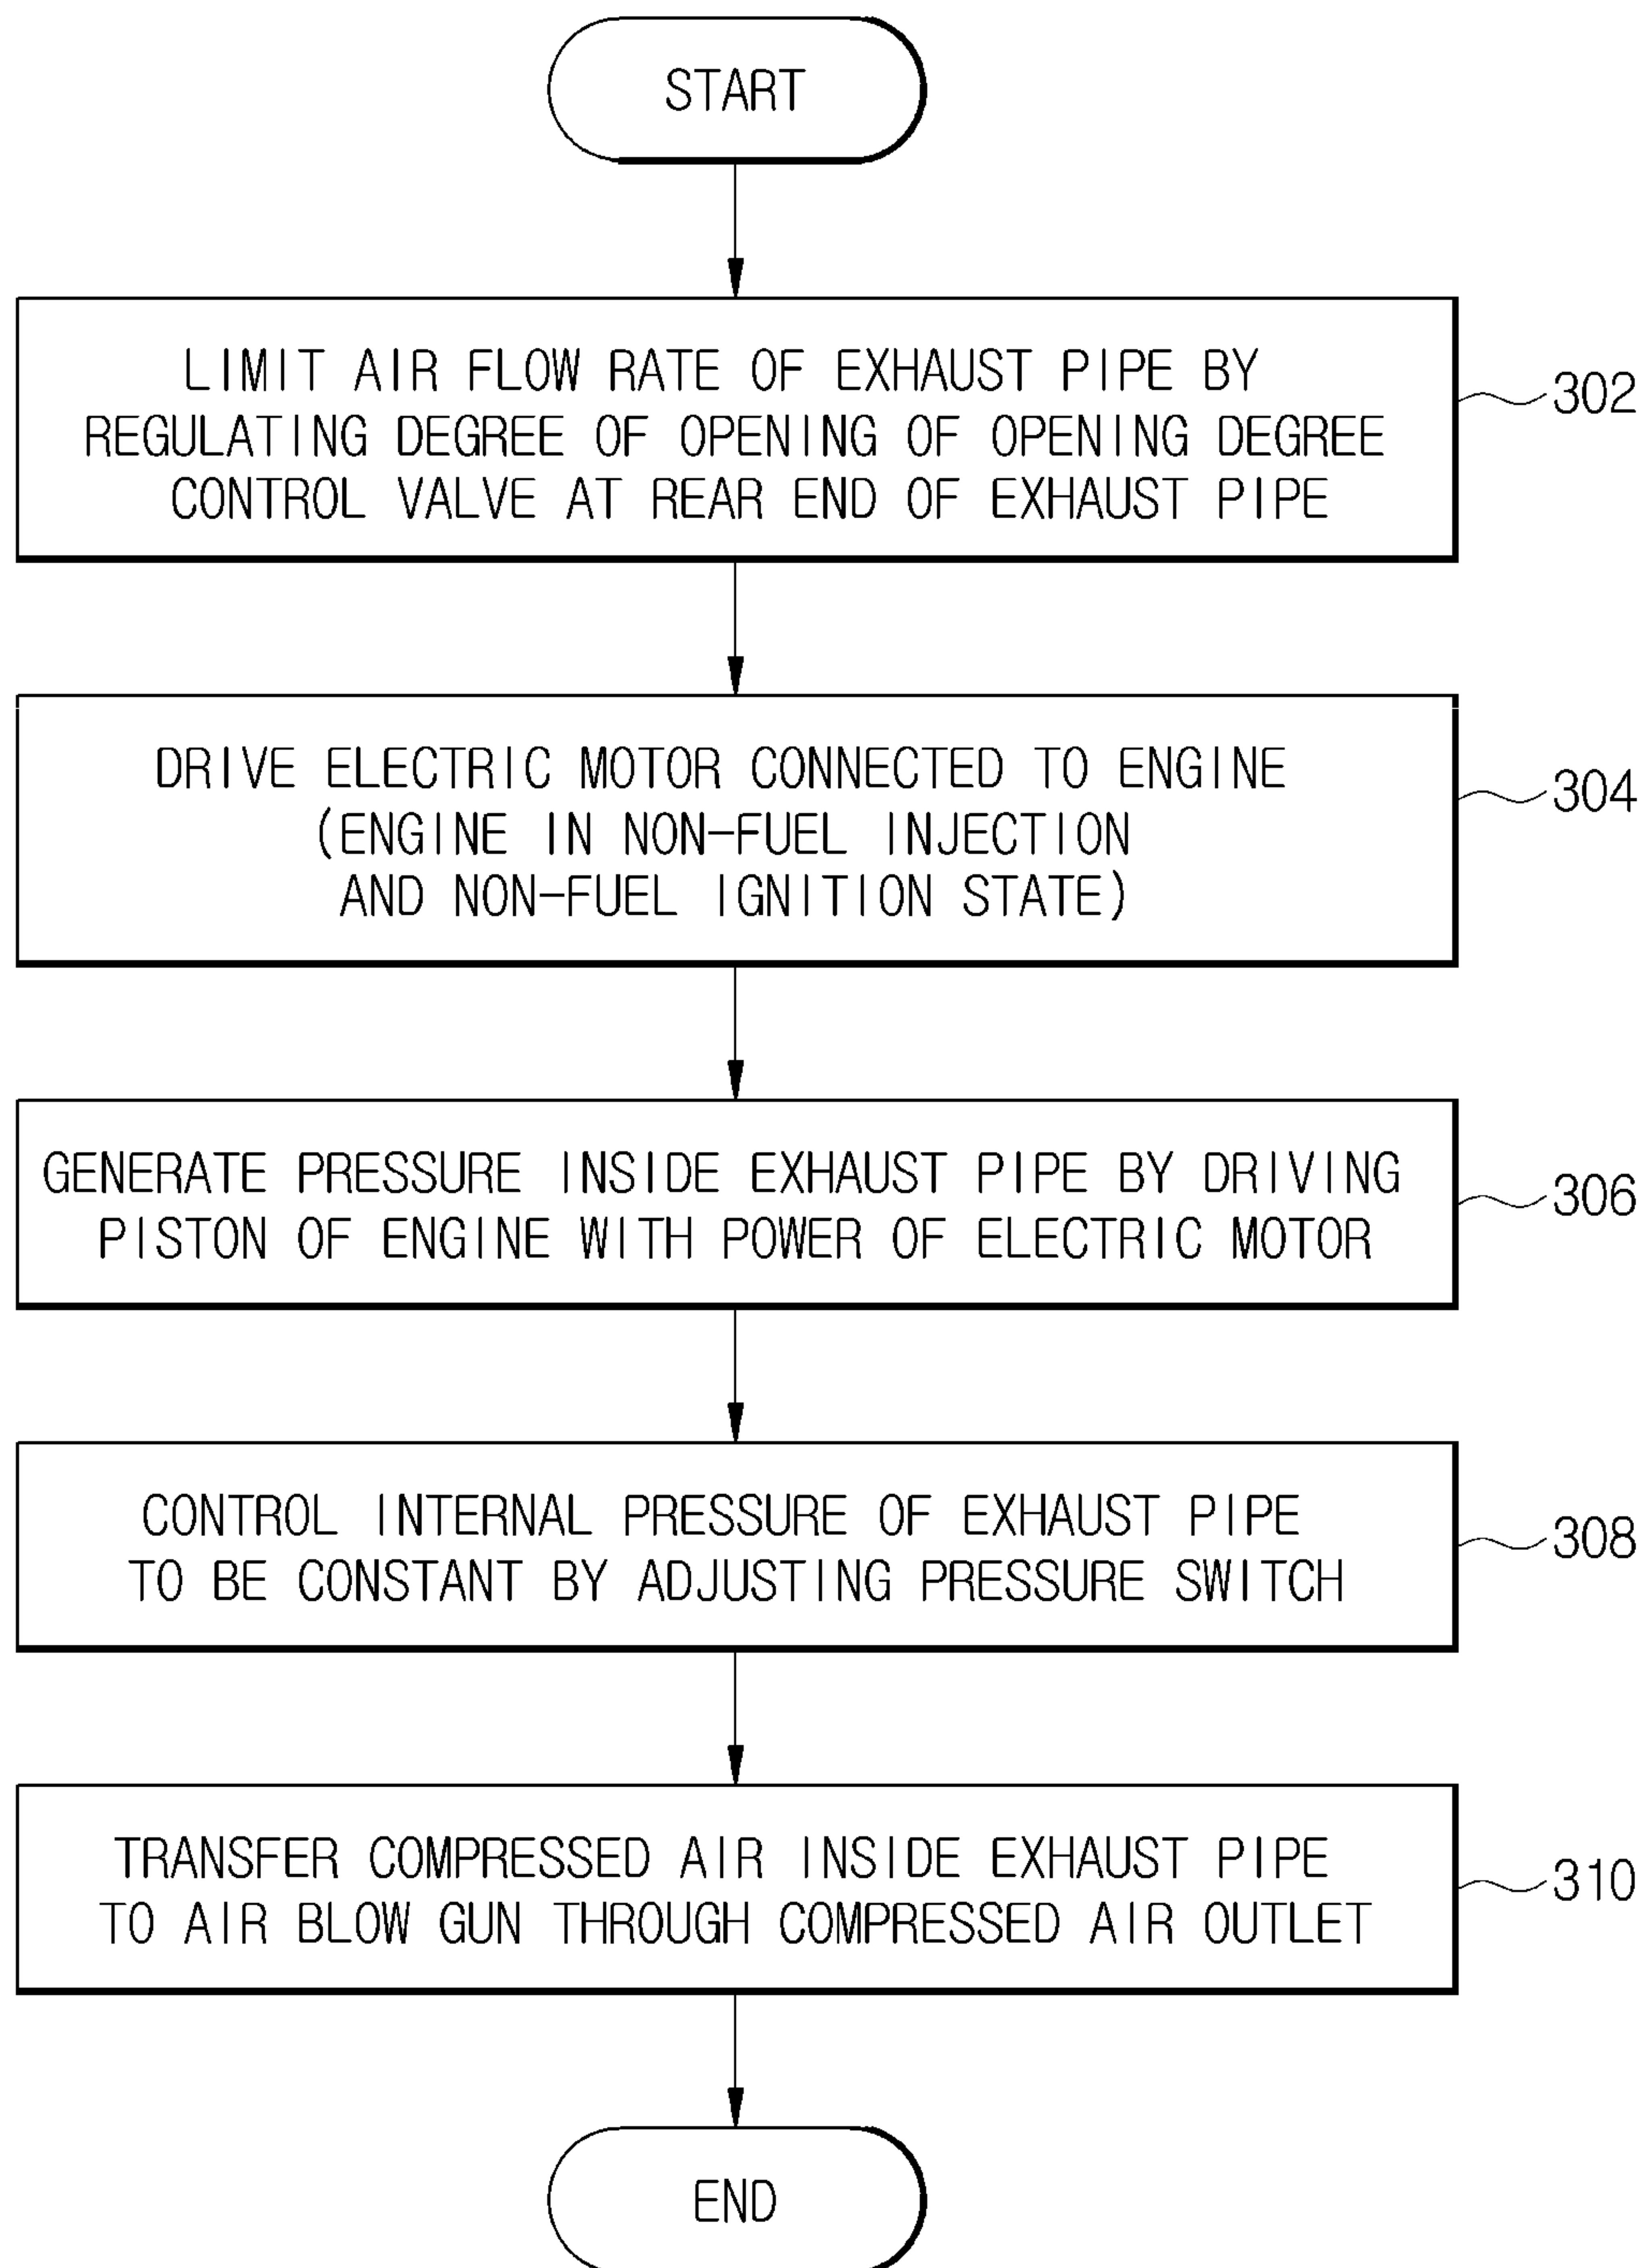 START
LIMIT AIR FLOW RATE OF EXHAUST PIPE BY
REGULATING DEGREE OF OPENING OF OPENING DEGREE
CONTROL VALVE AT REAR END OF EXHAUST PIPE
302
DRIVE ELECTRIC MOTOR CONNECTED TO ENGINE
(ENGINE IN NON-FUEL INJECTION
AND NON-FUEL IGNITION STATE)
304
GENERATE PRESSURE INSIDE EXHAUST PIPE BY DRIVING
PISTON OF ENGINE WITH POWER OF ELECTRIC MOTOR
306
CONTROL INTERNAL PRESSURE OF EXHAUST PIPE
TO BE CONSTANT BY ADJUSTING PRESSURE SWITCH
308
TRANSFER COMPRESSED AIR INSIDE EXHAUST PIPE
TO AIR BLOW GUN THROUGH COMPRESSED AIR OUTLET
310
END